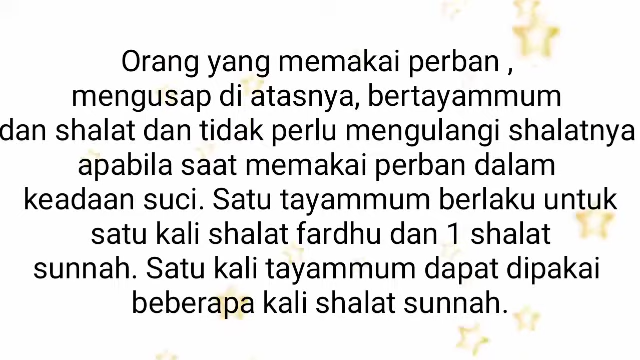 Orang yang memakai perban ,
mengusap di atasnya, bertayammum
dan shalat dan tidak perlu mengulangi shalatnya
apabila saat memakai perban dalam
keadaan suci. Satu tayammum berlaku untuk
satu kali shalat fardhu dan 1 shalat
sunnah. Satu kali tayammum dapat dipakai
beberapa kali shalat sunnah.